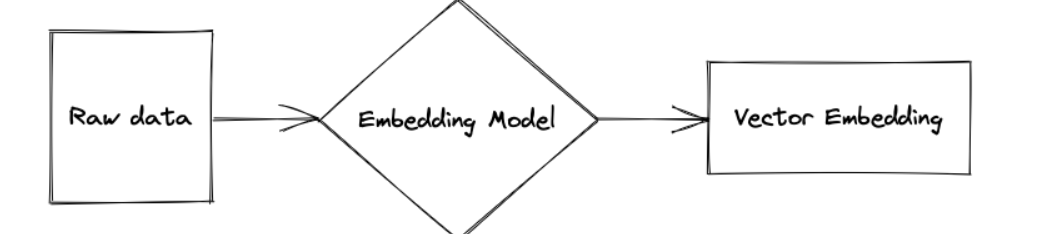 Raw data
Embedding Model
Vector Embedding